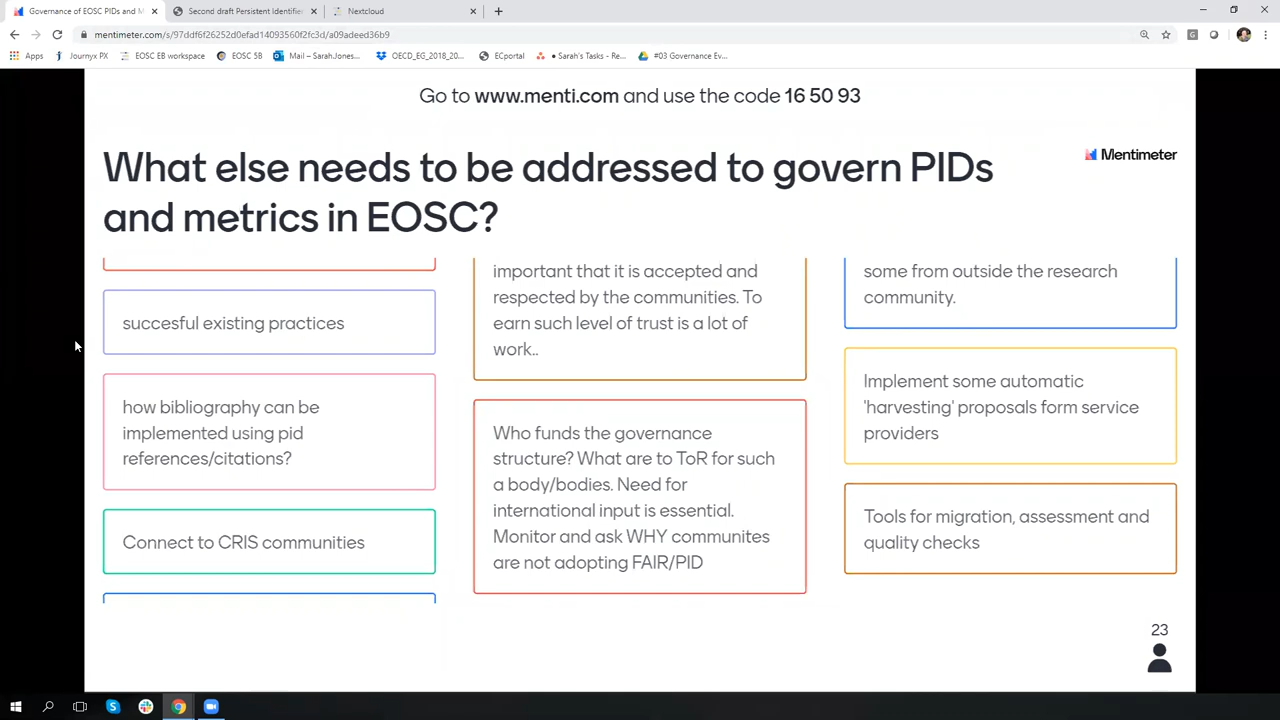 Governance of EOSC PIDs and M
Second draft Persistent Identifie
Nextcloud
mentimeter.com/s/97ddf6f26252d0efad14093560f2fc3d/a09adeed36b9
Apps
Journyx PX
EOSC EB workspace
EOSC 5B
Mail – Sarah.Jones...
OECD_EG_2018_20...
ECportal
• Sarah's Tasks - Re...
#03 Governance Ev...
Go to www.menti.com and use the code 16 50 93
What else needs to be addressed to govern PIDs
and metrics in EOSC?
Mentimeter
succesful existing practices
how bibliography can be
implemented using pid
references/citations?
Connect to CRIS communities
important that it is accepted and
respected by the communities. To
earn such level of trust is a lot of
work..
Who funds the governance
structure? What are to ToR for such
a body/bodies. Need for
international input is essential.
Monitor and ask WHY communites
are not adopting FAIR/PID
some from outside the research
community.
Implement some automatic
'harvesting' proposals form service
providers
Tools for migration, assessment and
quality checks
23